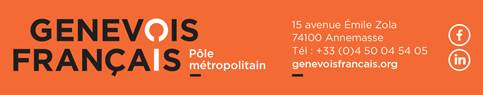 GENEVOIS
FRANÇAIS
Pôle
métropolitain
15 avenue Émile Zola
74100 Annemasse
Tél : +33 (0)4 50 04 54 05
genevoisfrancais.org
f
in